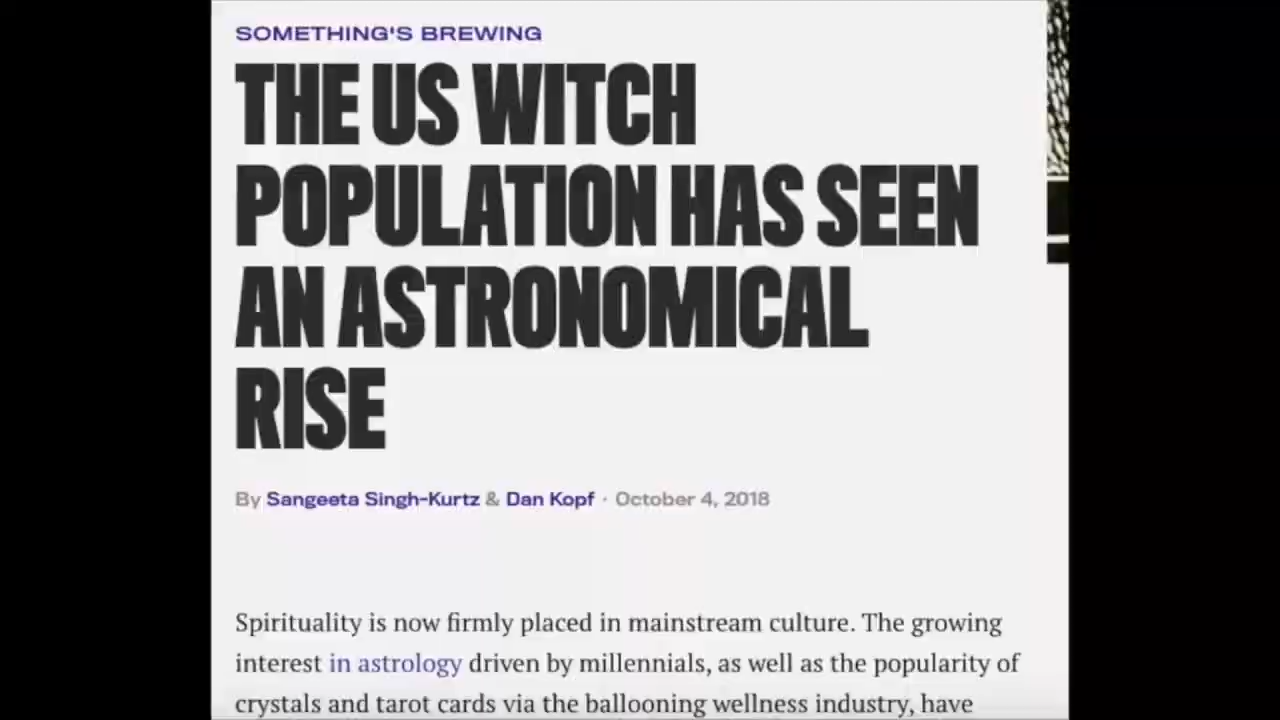 SOMETHING'S BREWING
THE US WITCH
POPULATION HAS SEEN
AN ASTRONOMICAL
RISE
By Sangeeta Singh-Kurtz & Dan Kopf · October 4, 2018
Spirituality is now firmly placed in mainstream culture. The growing
interest in astrology driven by millennials, as well as the popularity of
crystals and tarot cards via the ballooning wellness industry, have